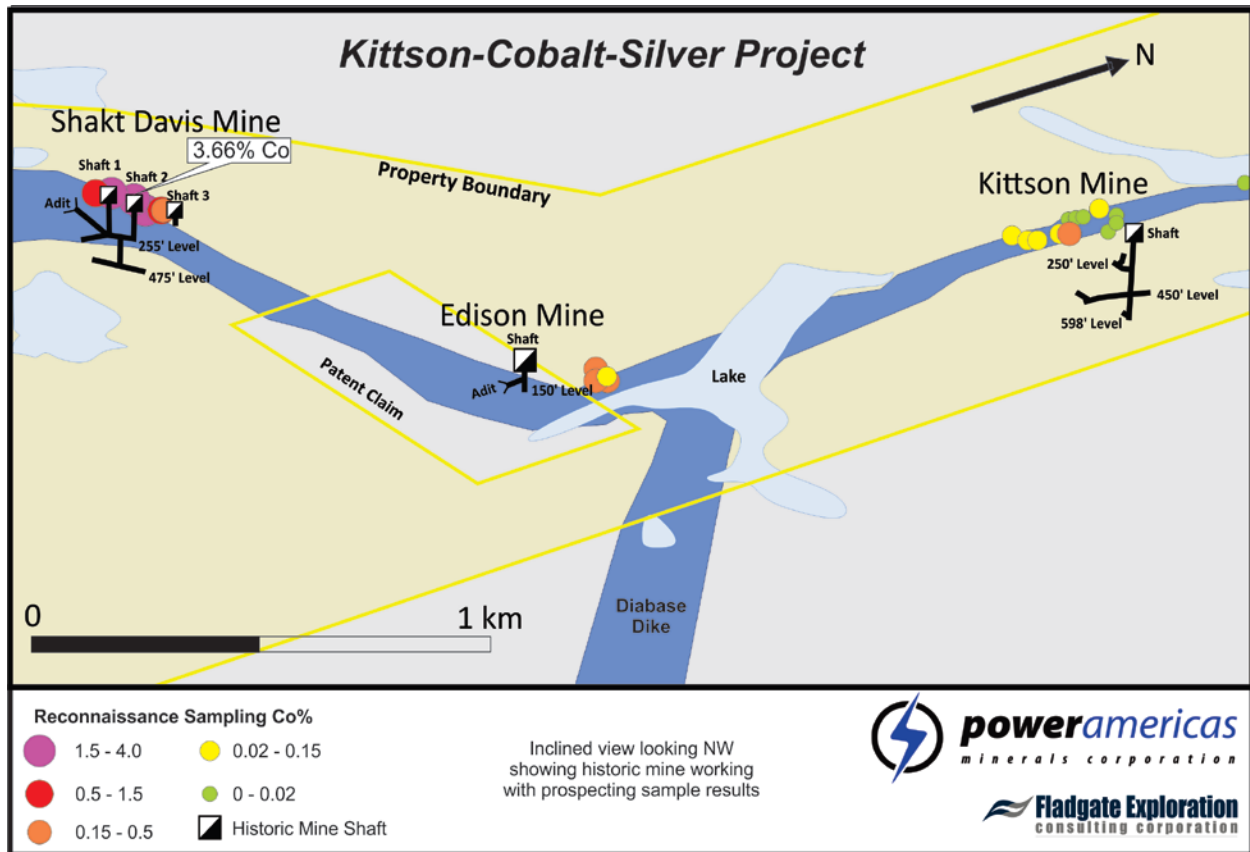 Kittson-Cobalt-Silver Project
N
Shakt Davis Mine
3.66% Co
Shaft 1
Shaft 2
Shaft 3
Adit
255' Level
475' Level
Property Boundary
Kittson Mine
Shaft
250' Level
450' Level
598' Level
Edison Mine
Shaft
Adit
150' Level
Lake
Patent Claim
Diabase
Dike
0
1 km
Reconnaissance Sampling Co%
1.5 - 4.0
0.02 - 0.15
0.5 - 1.5
0 - 0.02
0.15 - 0.5
Historic Mine Shaft
Inclined view looking NW
showing historic mine working
with prospecting sample results
poweramericas
minerals corporation
Fladgate Exploration
consulting corporation